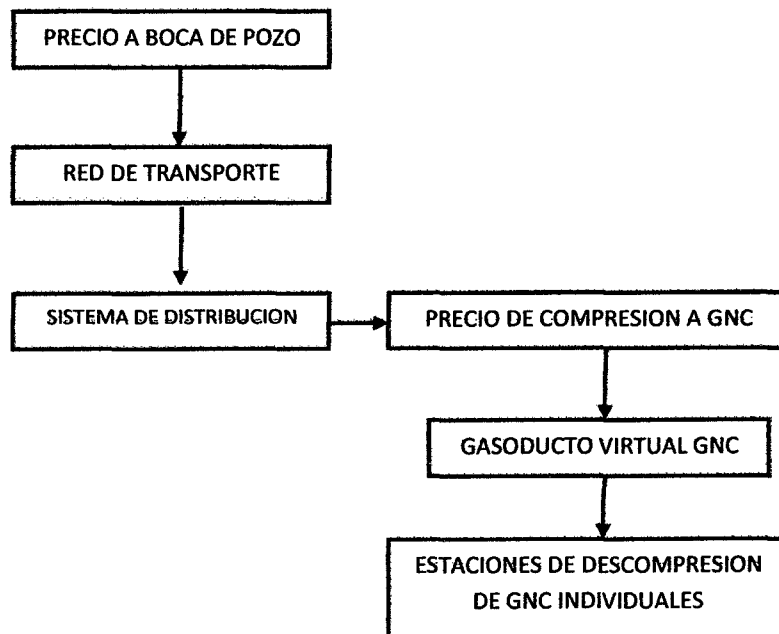 PRECIO A BOCA DE POZO
RED DE TRANSPORTE
SISTEMA DE DISTRIBUCION
PRECIO DE COMPRESION A GNC
GASODUCTO VIRTUAL GNC
ESTACIONES DE DESCOMPRESION
DE GNC INDIVIDUALES